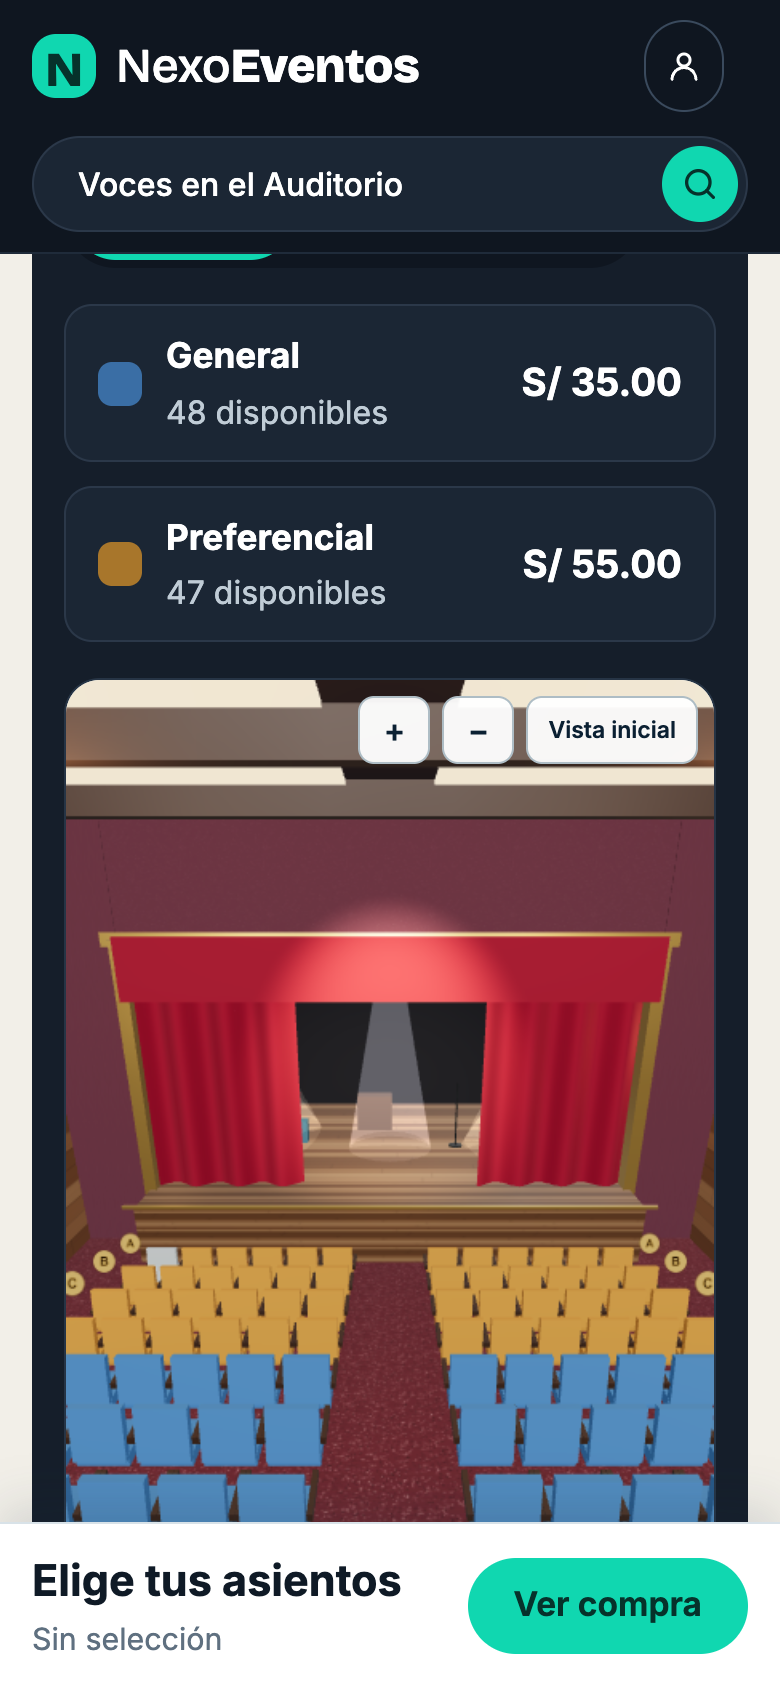 N NexoEventos
Voces en el Auditorio
General
48 disponibles
S/ 35.00
Preferencial
47 disponibles
S/ 55.00
+
−
Vista inicial
A
B
C
A
B
C
Elige tus asientos
Sin selección
Ver compra